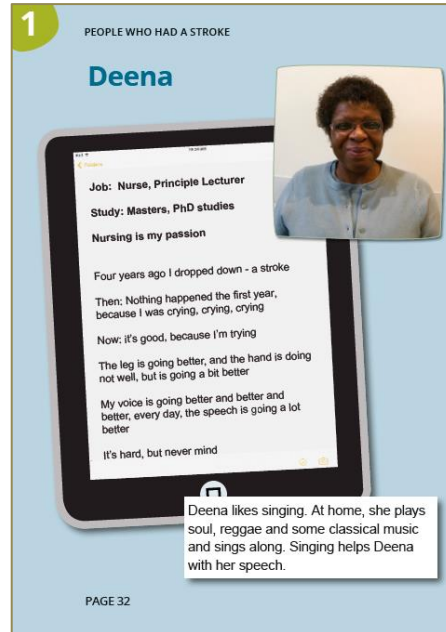 1
PEOPLE WHO HAD A STROKE
Deena
Job: Nurse, Principle Lecturer
Study: Masters, PhD studies
Nursing is my passion
Four years ago I dropped down - a stroke
Then: Nothing happened the first year,
because I was crying, crying, crying
Now: it's good, because I'm trying
The leg is going better, and the hand is doing
not well, but is going a bit better
My voice is going better and better and
better, every day, the speech is going a lot
better
It's hard, but never mind
Deena likes singing. At home, she plays
soul, reggae and some classical music
and sings along. Singing helps Deena
with her speech.
PAGE 32